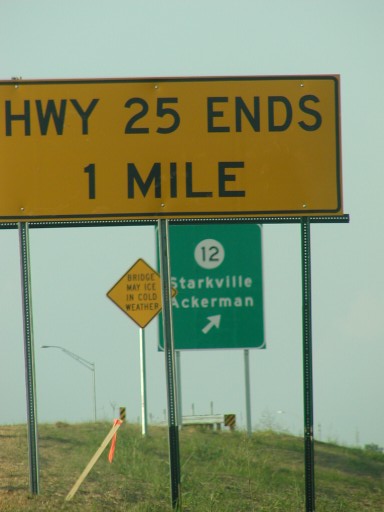 HWY 25 ENDS
1 MILE
12
Starkville
Ackerman
BRIDGE
MAY ICE
IN COLD
WEATHER